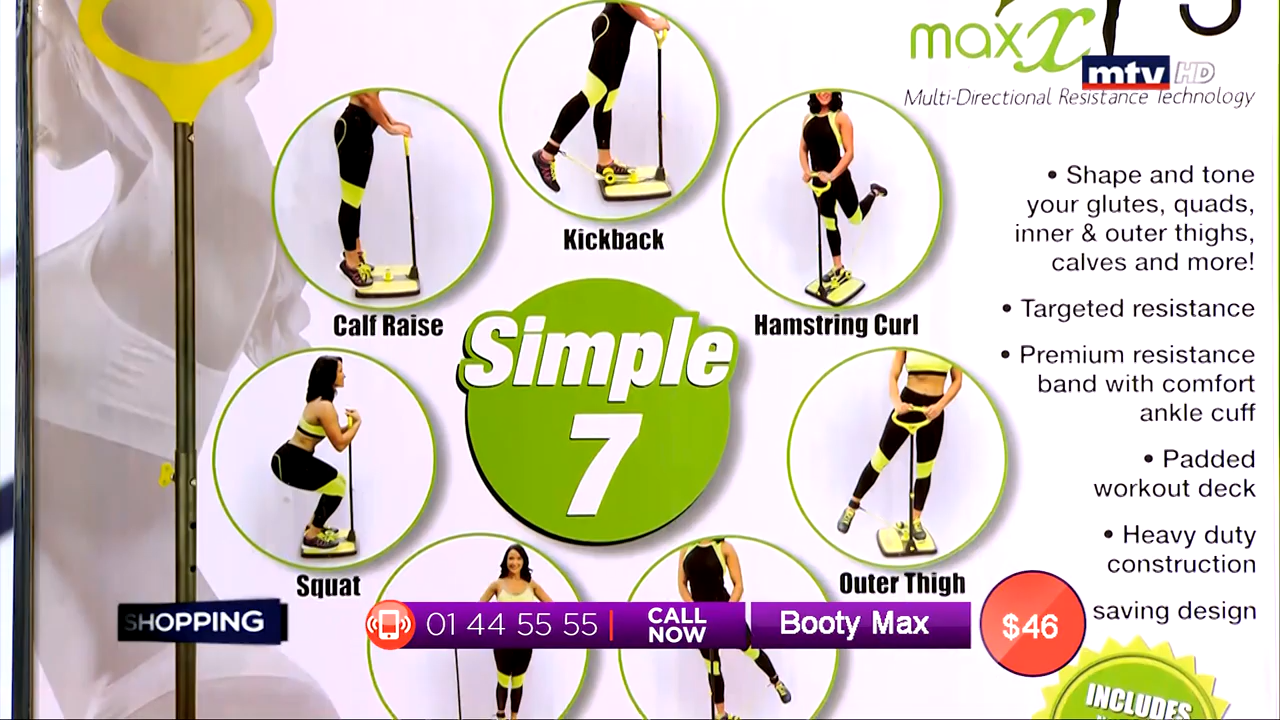 maxx
mtv HD
Multi-Directional Resistance Technology
Kickback
Calf Raise
Hamstring Curl
Simple
7
Squat
Outer Thigh
• Shape and tone
your glutes, quads,
inner & outer thighs,
calves and more!
• Targeted resistance
• Premium resistance
band with comfort
ankle cuff
• Padded
workout deck
• Heavy duty
construction
saving design
SHOPPING
01 44 55 55
CALL
NOW
Booty Max
$46
INCLUDES